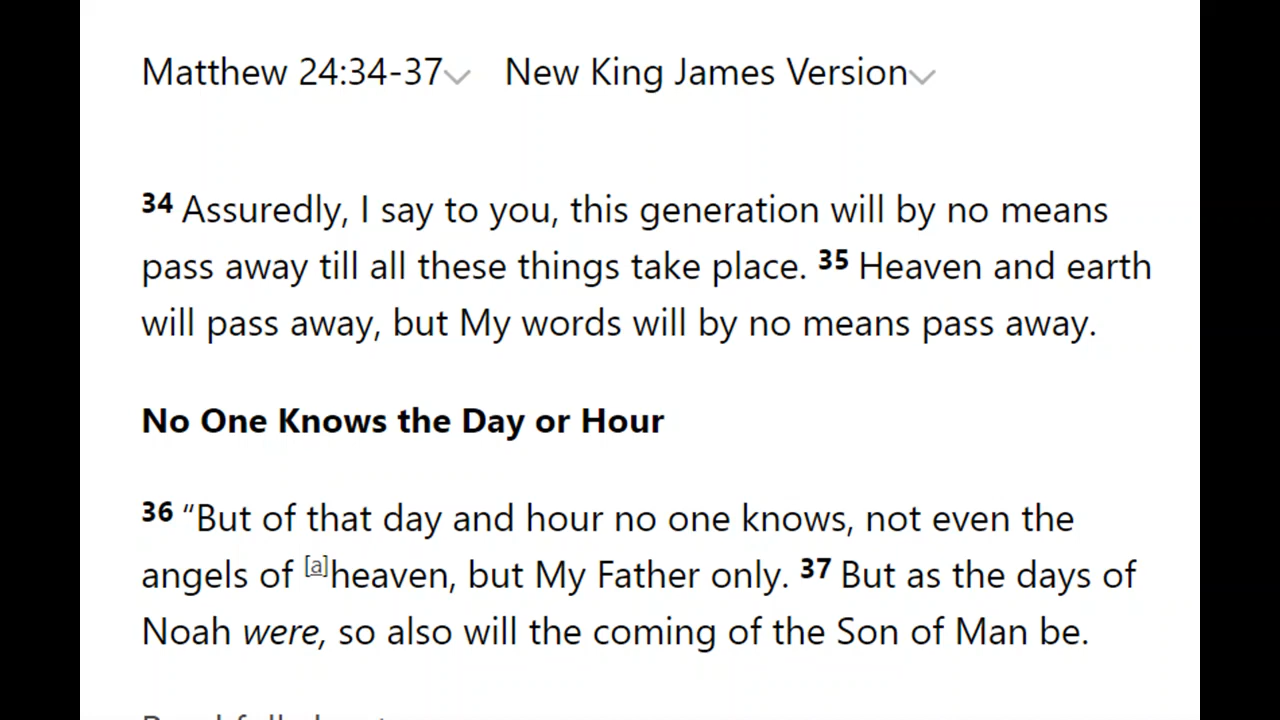 Matthew 24:34-37 New King James Version
34 Assuredly, I say to you, this generation will by no means
pass away till all these things take place. 35 Heaven and earth
will pass away, but My words will by no means pass away.
No One Knows the Day or Hour
36 “But of that day and hour no one knows, not even the
angels of [a]heaven, but My Father only. 37 But as the days of
Noah were, so also will the coming of the Son of Man be.